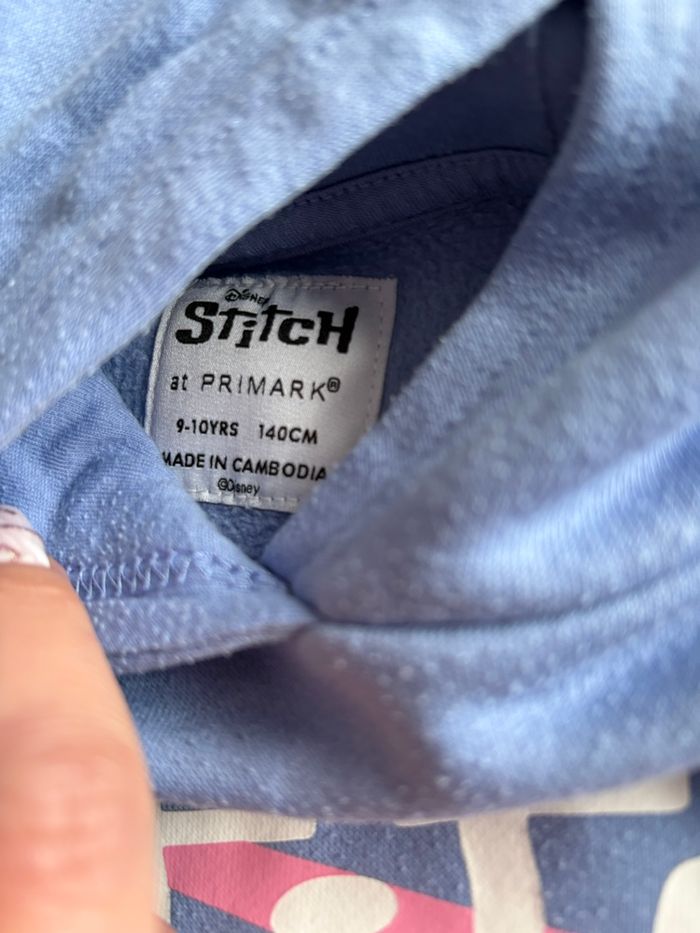 DISNEY
STiTCH
at PRIMARK®
9-10YRS 140CM
MADE IN CAMBODIA
©Disney